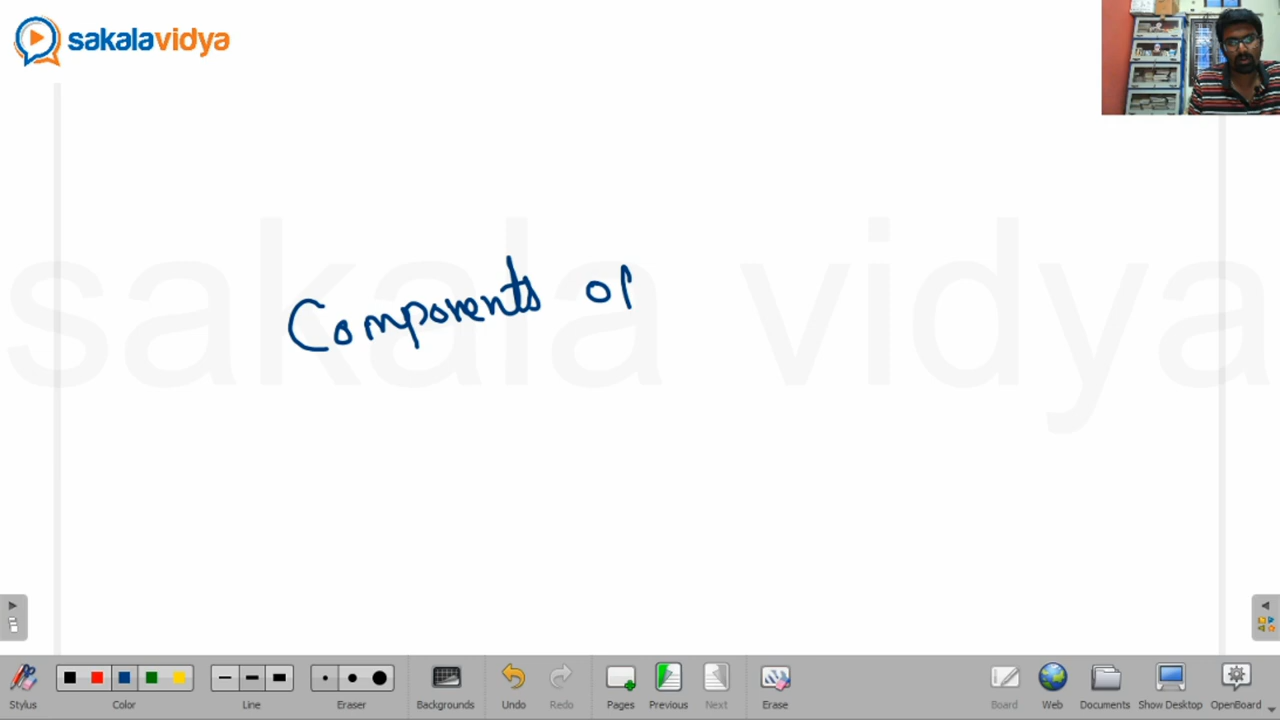 sakalavidya
sakala vidya
Components of
Stylus
Color
Line
Eraser
Backgrounds
Undo
Redo
Pages
Previous
Next
Erase
Board
Web
Documents
Show Desktop
OpenBoard